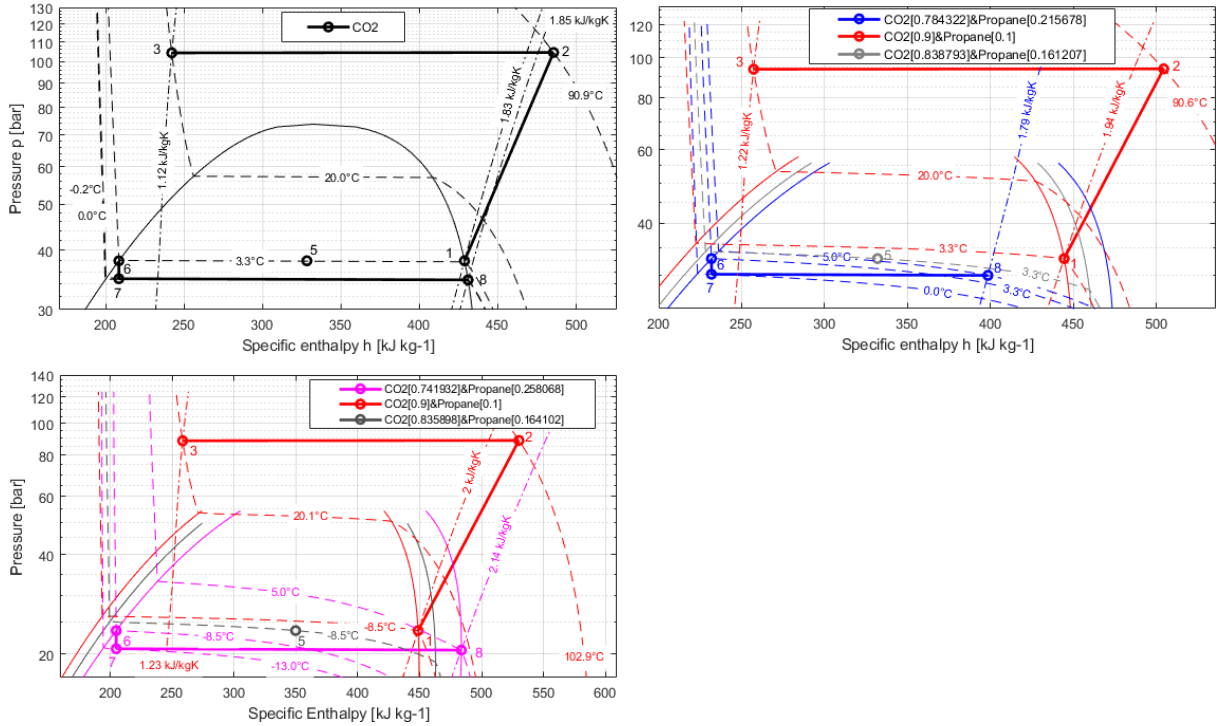 CO2
130
120
110
100
90
80
70
60
50
40
30
200
250
300
350
400
450
500
Pressure p [bar]
Specific enthalpy h [kJ kg-1]
3
2
1.85 kJ/kgK
1.83 kJ/kgK
90.9°C
1.12 kJ/kgK
20.0°C
-0.2°C
0.0°C
3.3°C
5
1
6
7
8
CO2[0.784322]&Propane[0.215678]
CO2[0.9]&Propane[0.1]
CO2[0.838793]&Propane[0.161207]
120
100
80
60
40
200
250
300
350
400
450
500
Specific enthalpy h [kJ kg-1]
3
2
90.6°C
1.79 kJ/kgK
1.94 kJ/kgK
1.22 kJ/kgK
20.0°C
3.3°C
5.0°C
5
3.3°C
3.3°C
0.0°C
1
6
7
8
CO2[0.741932]&Propane[0.258068]
CO2[0.9]&Propane[0.1]
CO2[0.835898]&Propane[0.164102]
140
120
100
80
60
40
20
200
250
300
350
400
450
500
550
600
Pressure [bar]
Specific Enthalpy [kJ kg-1]
3
2
2 kJ/kgK
2.14 kJ/kgK
20.1°C
5.0°C
-8.5°C
-8.5°C
-8.5°C
5
1
6
7
8
1.23 kJ/kgK
-13.0°C
102.9°C